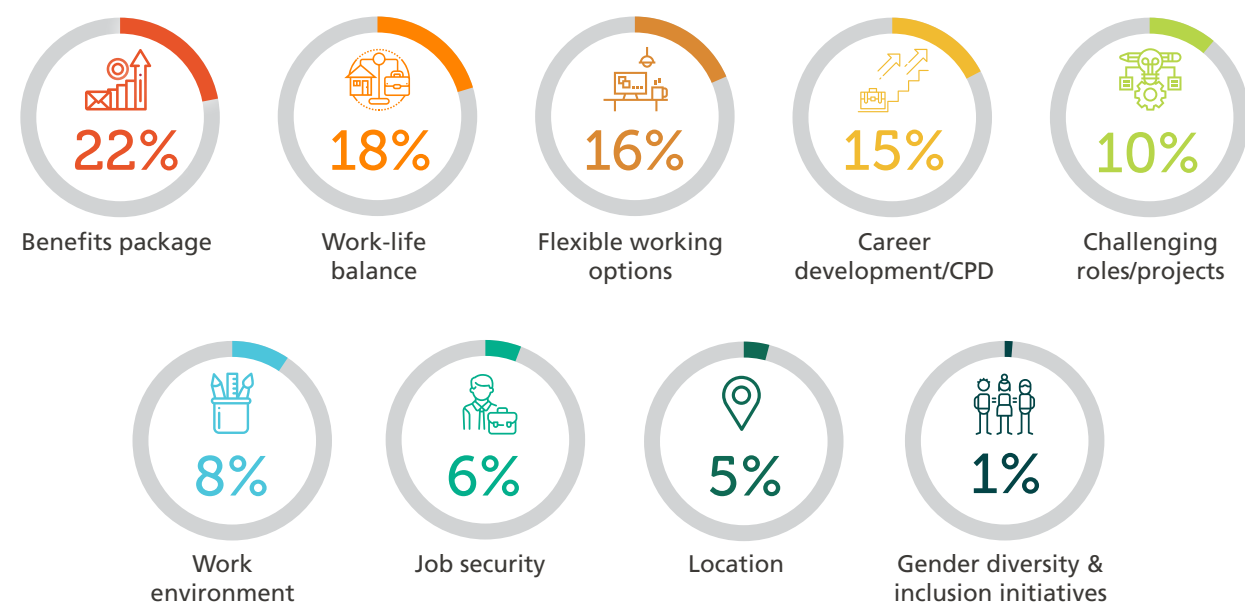 22%
18%
16%
15%
10%
Benefits package
Work-life
balance
Flexible working
options
Career
development/CPD
Challenging
roles/projects
8%
6%
5%
1%
Work
environment
Job security
Location
Gender diversity &
inclusion initiatives